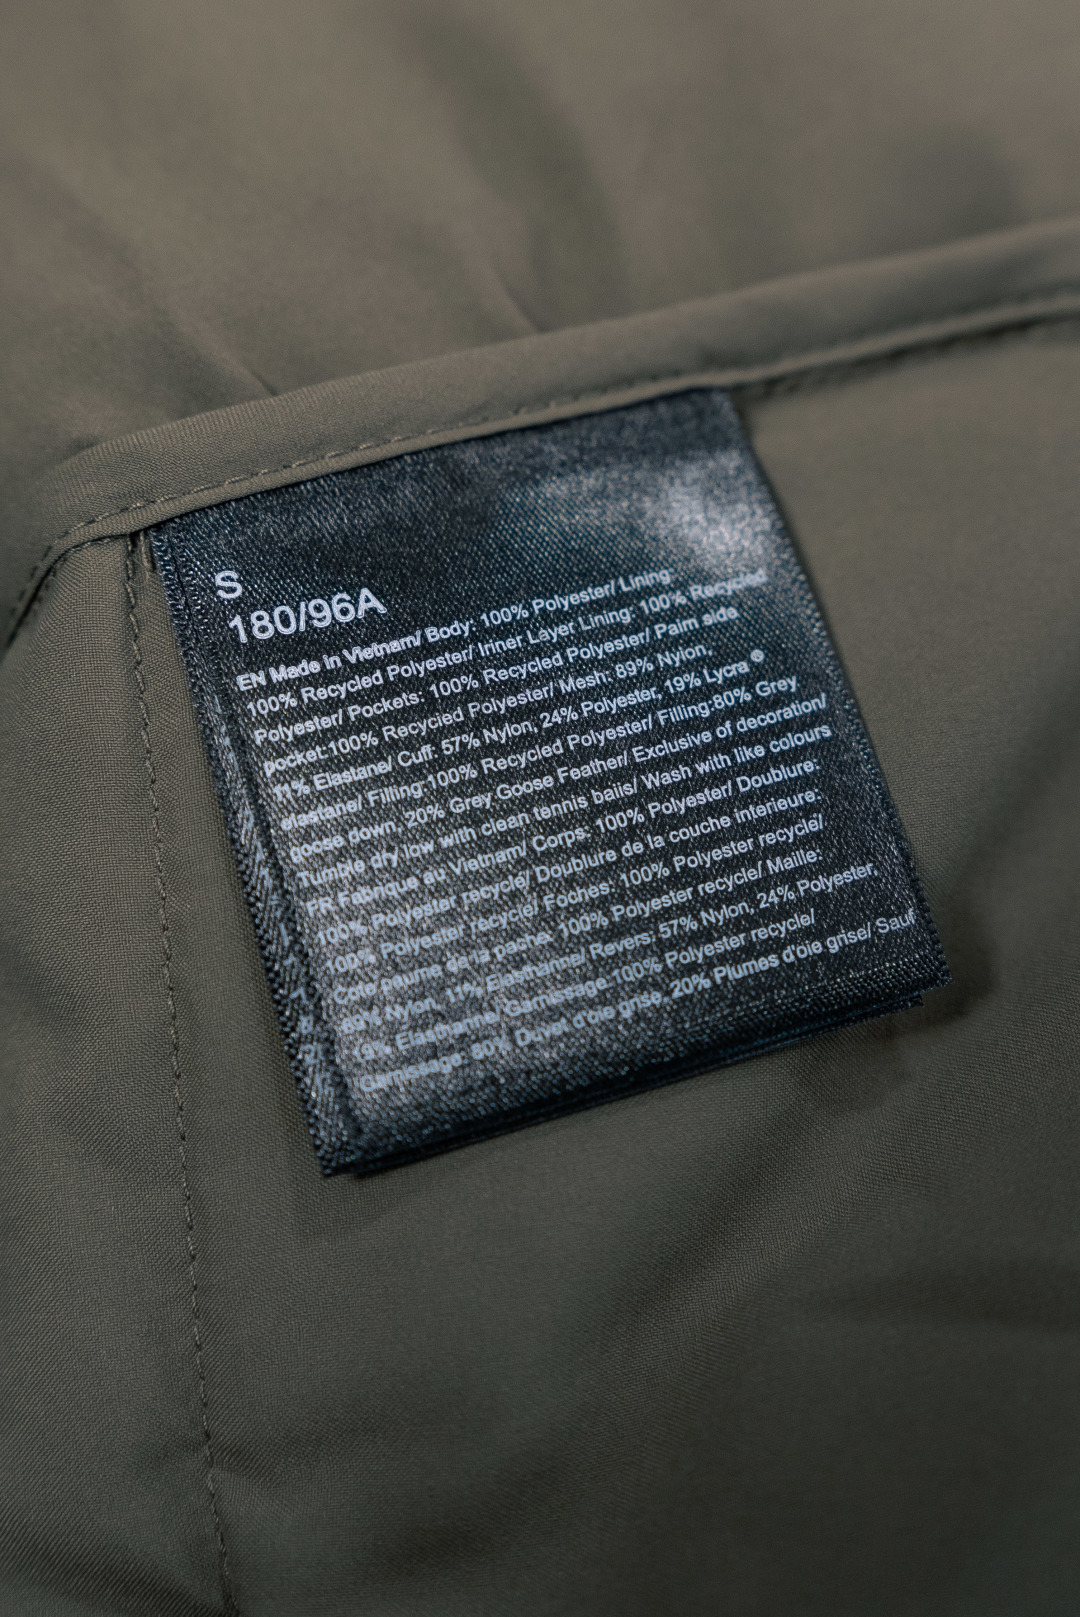 S
180/96A
EN Made in Vietnam/ Body: 100% Polyester/ Lining:
100% Recycled Polyester/ Inner Layer Lining: 100% Recycled
Polyester/ Pockets: 100% Recycled Polyester/ Palm side
pocket:100% Recycled Polyester/ Mesh: 89% Nylon,
11% Elastane/ Cuff: 57% Nylon, 24% Polyester, 19% Lycra ®
elastane/ Filling:100% Recycled Polyester/ Filling:80% Grey
goose down, 20% Grey Goose Feather/ Exclusive of decoration/
Tumble dry low with clean tennis balls/ Wash with like colours
FR Fabrique au Vietnam/ Corps: 100% Polyester/ Doublure:
100% Polyester recycle/ Doublure de la couche interieure:
100% Polyester recycle/ Poches: 100% Polyester recycle/
Cote paume de la poche: 100% Polyester recycle/ Maille:
89% Nylon, 11% Elasthanne/ Revers: 57% Nylon, 24% Polyester,
19% Elasthanne/ Garnissage:100% Polyester recycle/
Garnissage: 80% Duvet d'oie grise, 20% Plumes d'oie grise/ Sauf